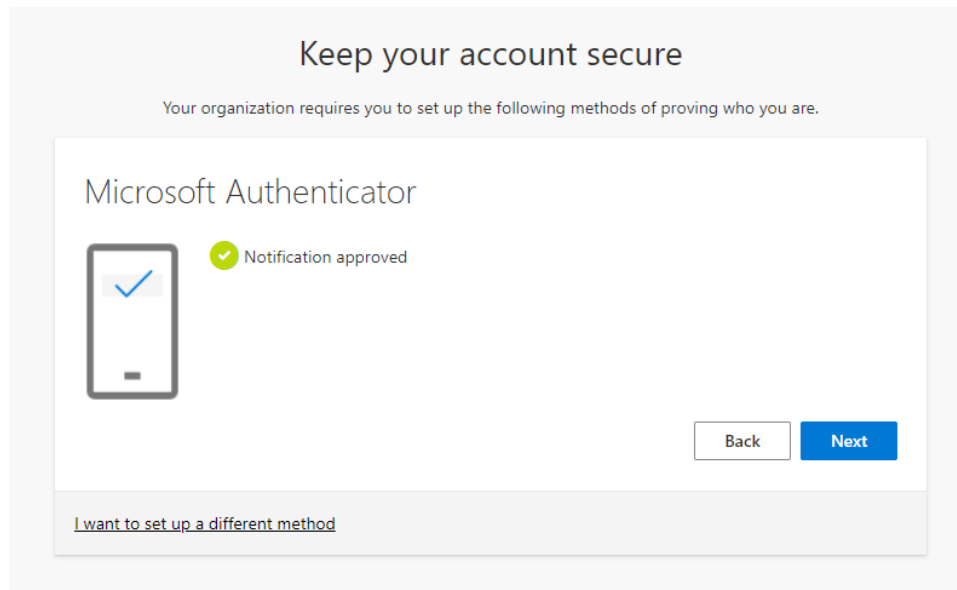 Keep your account secure
Your organization requires you to set up the following methods of proving who you are.
Microsoft Authenticator
Notification approved
Back
Next
I want to set up a different method